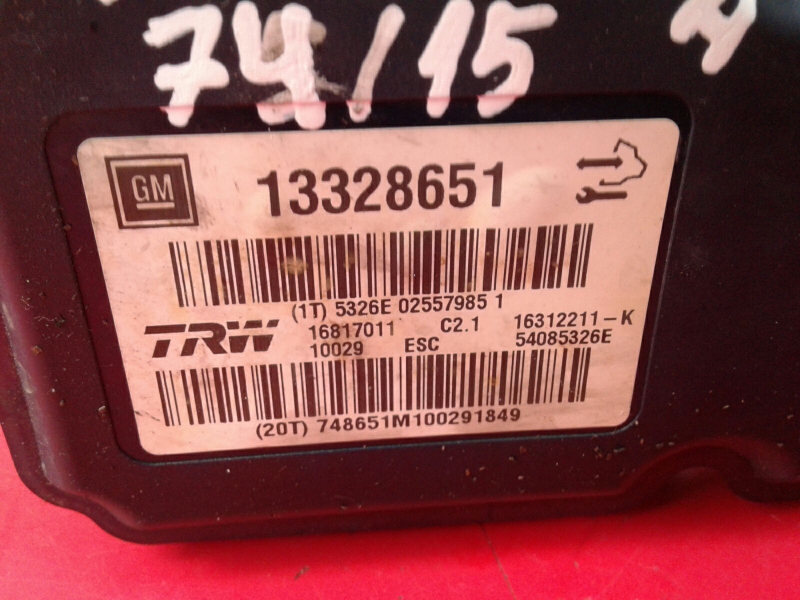 74/15
GM
13328651
(1T) 5326E 02557985 1
TRW
16817011 C2.1 16312211-K
10029 ESC 54085326E
(20T) 748651M100291849